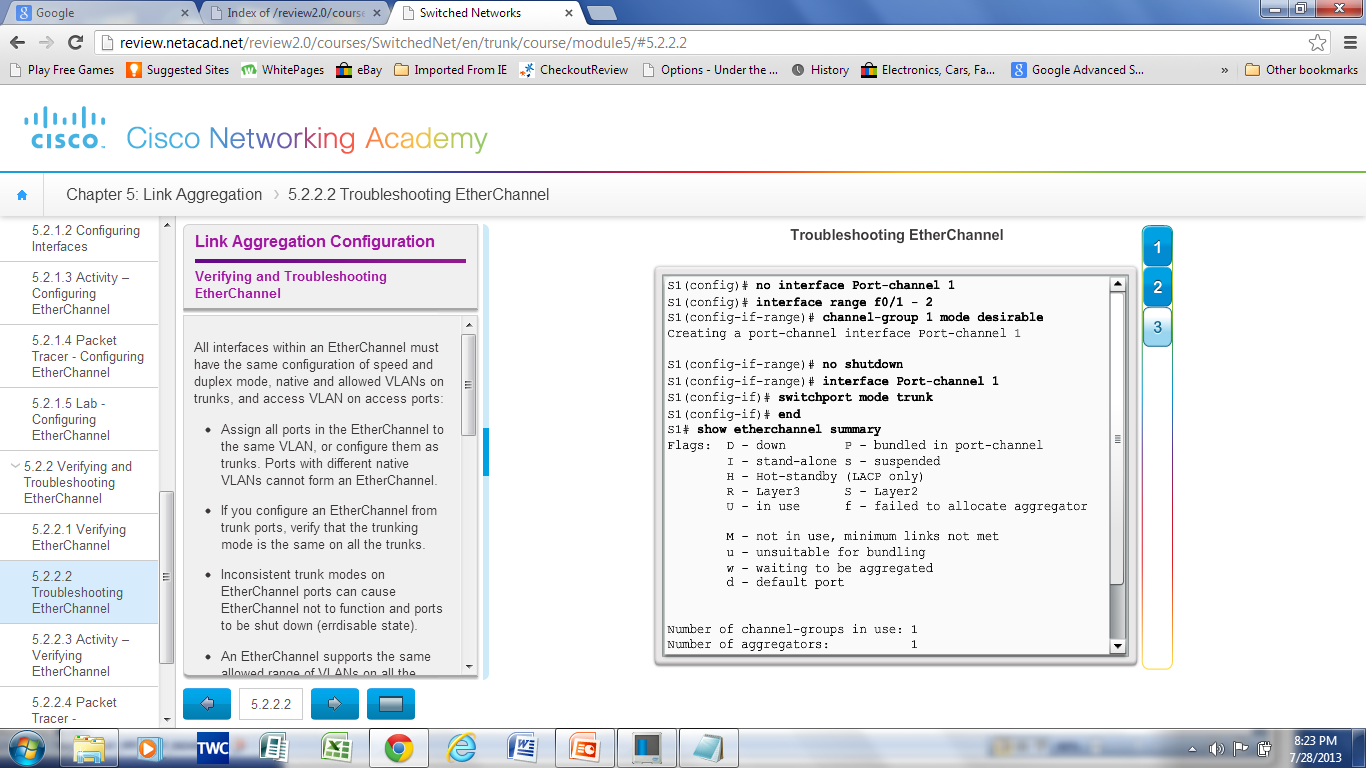 Google
Index of /review2.0/course
Switched Networks
review.netacad.net/review2.0/courses/SwitchedNet/en/trunk/course/module5/#5.2.2.2
Play Free Games
Suggested Sites
WhitePages
eBay
Imported From IE
CheckoutReview
Options - Under the ...
History
Electronics, Cars, Fa...
Google Advanced S...
»
Other bookmarks
CISCO.
Cisco Networking Academy
Chapter 5: Link Aggregation
5.2.2.2 Troubleshooting EtherChannel
5.2.1.2 Configuring
Interfaces
5.2.1.3 Activity –
Configuring
EtherChannel
5.2.1.4 Packet
Tracer - Configuring
EtherChannel
5.2.1.5 Lab -
Configuring
EtherChannel
5.2.2 Verifying and
Troubleshooting
EtherChannel
5.2.2.1 Verifying
EtherChannel
5.2.2.2
Troubleshooting
EtherChannel
5.2.2.3 Activity –
Verifying
EtherChannel
5.2.2.4 Packet
Tracer -
Link Aggregation Configuration
Verifying and Troubleshooting
EtherChannel
All interfaces within an EtherChannel must
have the same configuration of speed and
duplex mode, native and allowed VLANs on
trunks, and access VLAN on access ports:
• Assign all ports in the EtherChannel to
the same VLAN, or configure them as
trunks. Ports with different native
VLANs cannot form an EtherChannel.
• If you configure an EtherChannel from
trunk ports, verify that the trunking
mode is the same on all the trunks.
• Inconsistent trunk modes on
EtherChannel ports can cause
EtherChannel not to function and ports
to be shut down (errdisable state).
• An EtherChannel supports the same
allowed range of VLANs on all the
5.2.2.2
Troubleshooting EtherChannel
S1(config)# no interface Port-channel 1
S1(config)# interface range f0/1 - 2
S1(config-if-range)# channel-group 1 mode desirable
Creating a port-channel interface Port-channel 1
S1(config-if-range)# no shutdown
S1(config-if-range)# interface Port-channel 1
S1(config-if)# switchport mode trunk
S1(config-if)# end
S1# show etherchannel summary
Flags:  D - down        P - bundled in port-channel
I - stand-alone s - suspended
H - Hot-standby (LACP only)
R - Layer3      S - Layer2
U - in use      f - failed to allocate aggregator
M - not in use, minimum links not met
u - unsuitable for bundling
w - waiting to be aggregated
d - default port
Number of channel-groups in use: 1
Number of aggregators:           1
1
2
3
TWC
8:23 PM
7/28/2013